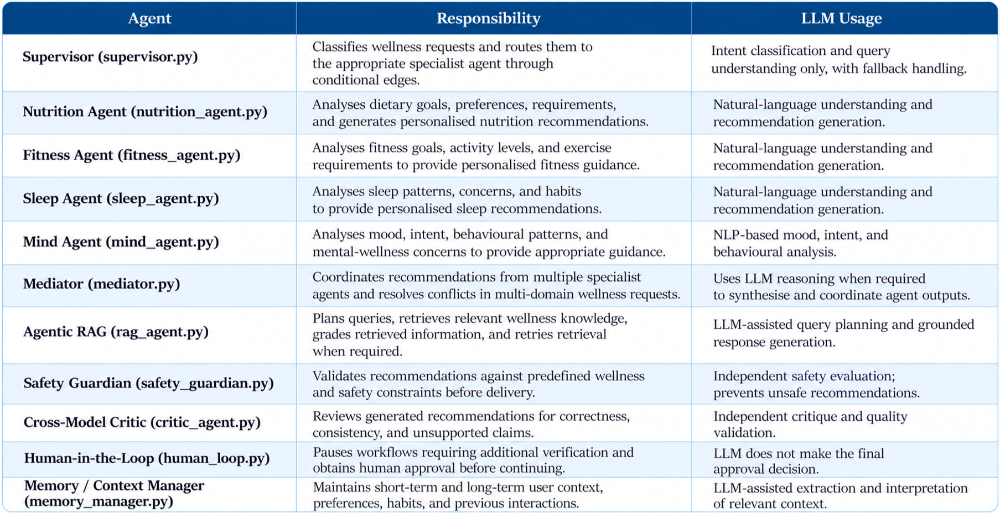 Agent
Responsibility
LLM Usage
Supervisor (supervisor.py)
Classifies wellness requests and routes them to
the appropriate specialist agent through
conditional edges.
Intent classification and query
understanding only, with fallback handling.
Nutrition Agent (nutrition_agent.py)
Analyses dietary goals, preferences, requirements,
and generates personalised nutrition recommendations.
Natural-language understanding and
recommendation generation.
Fitness Agent (fitness_agent.py)
Analyses fitness goals, activity levels, and exercise
requirements to provide personalised fitness guidance.
Natural-language understanding and
recommendation generation.
Sleep Agent (sleep_agent.py)
Analyses sleep patterns, concerns, and habits
to provide personalised sleep recommendations.
Natural-language understanding and
recommendation generation.
Mind Agent (mind_agent.py)
Analyses mood, intent, behavioural patterns, and
mental-wellness concerns to provide appropriate guidance.
NLP-based mood, intent, and
behavioural analysis.
Mediator (mediator.py)
Coordinates recommendations from multiple specialist
agents and resolves conflicts in multi-domain wellness requests.
Uses LLM reasoning when required
to synthesise and coordinate agent outputs.
Agentic RAG (rag_agent.py)
Plans queries, retrieves relevant wellness knowledge,
grades retrieved information, and retries retrieval
when required.
LLM-assisted query planning and grounded
response generation.
Safety Guardian (safety_guardian.py)
Validates recommendations against predefined wellness
and safety constraints before delivery.
Independent safety evaluation;
prevents unsafe recommendations.
Cross-Model Critic (critic_agent.py)
Reviews generated recommendations for correctness,
consistency, and unsupported claims.
Independent critique and quality
validation.
Human-in-the-Loop (human_loop.py)
Pauses workflows requiring additional verification and
obtains human approval before continuing.
LLM does not make the final
approval decision.
Memory / Context Manager
(memory_manager.py)
Maintains short-term and long-term user context,
preferences, habits, and previous interactions.
LLM-assisted extraction and interpretation
of relevant context.